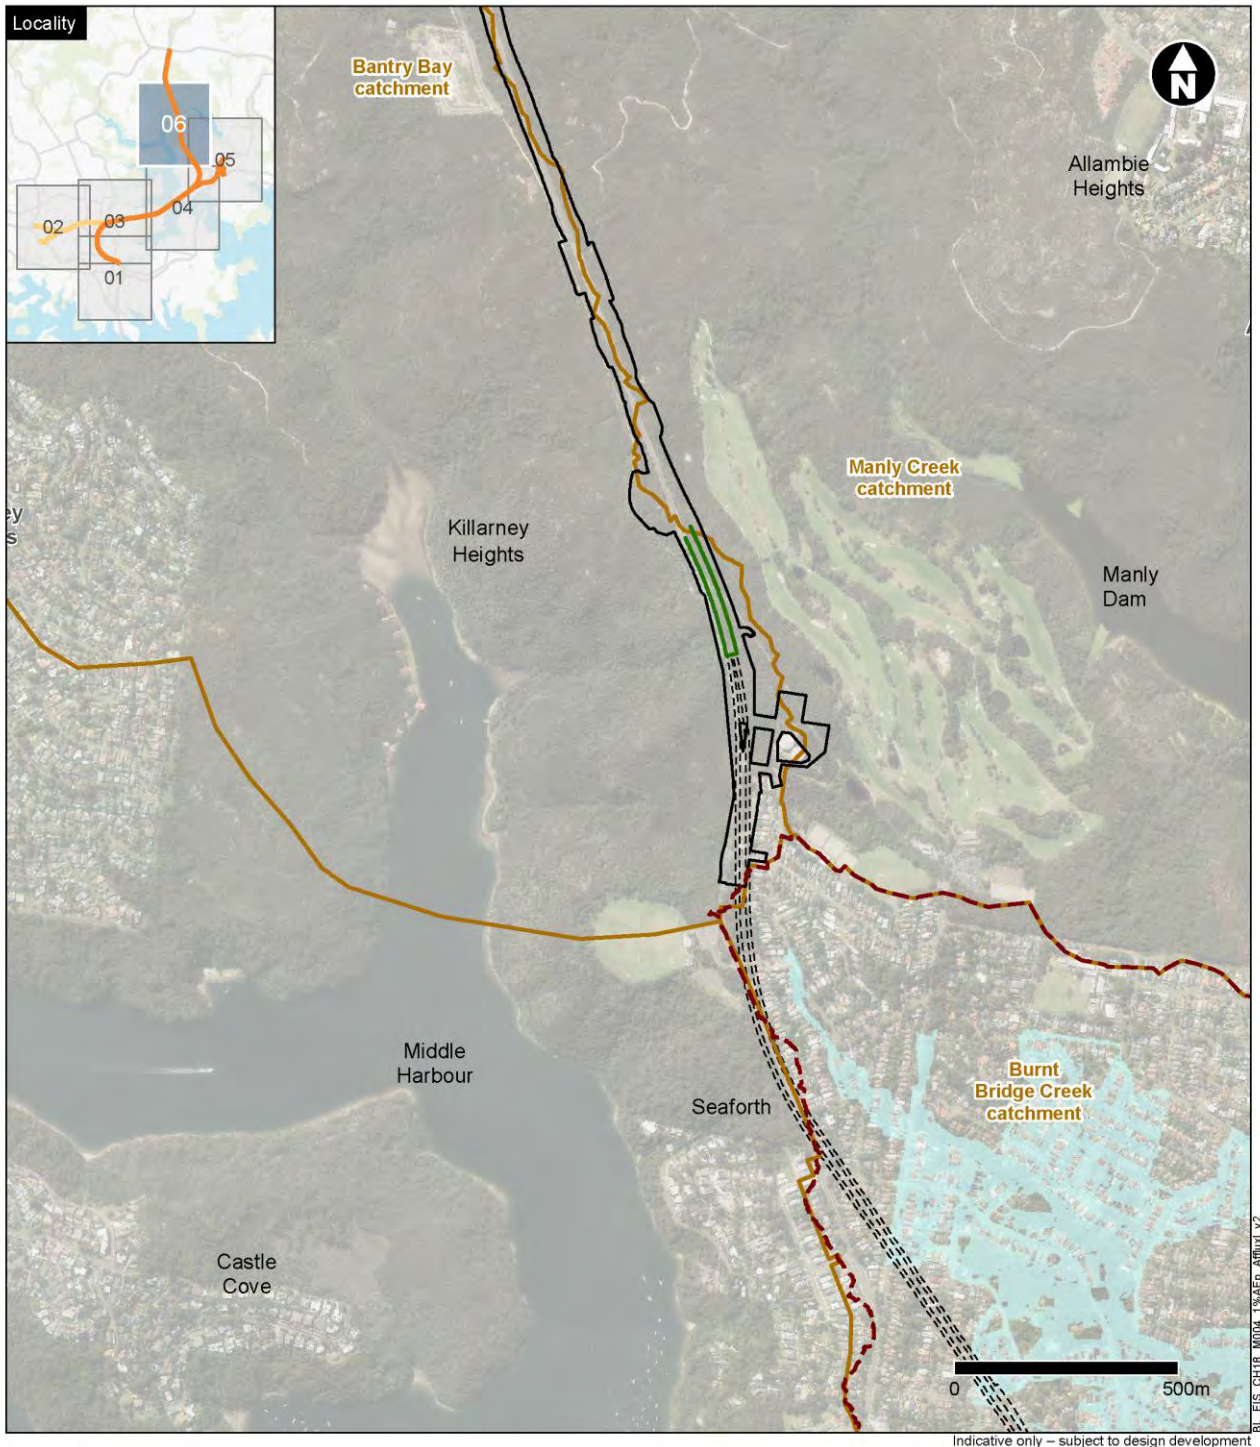 Locality
06
05
04
03
02
01
Bantry Bay
catchment
N
Allambie
Heights
Manly Creek
catchment
ey
s
Killarney
Heights
Manly
Dam
Middle
Harbour
Burnt
Bridge Creek
catchment
Seaforth
Castle
Cove
0
500m
Indicative only – subject to design development